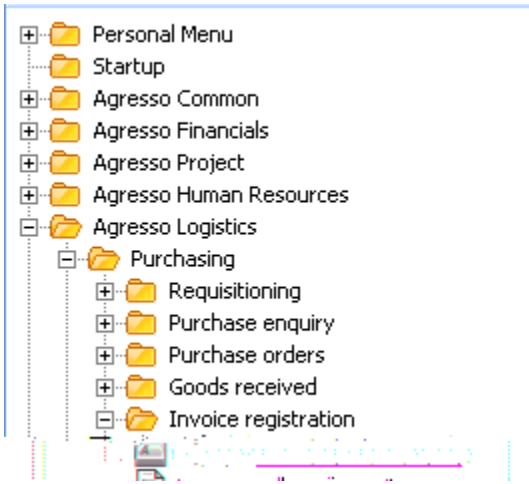 Personal Menu
Startup
Agresso Common
Agresso Financials
Agresso Project
Agresso Human Resources
Agresso Logistics
Purchasing
Requisitioning
Purchase enquiry
Purchase orders
Goods received
Invoice registration